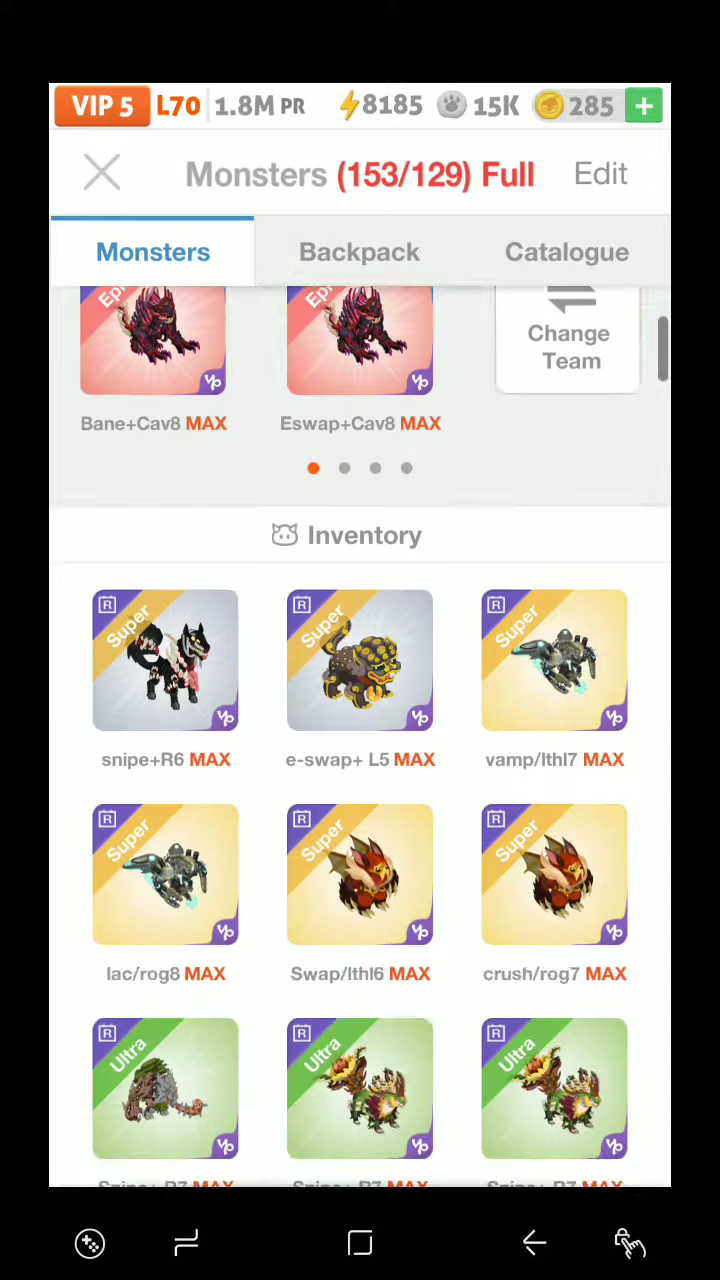 VIP 5 L70 1.8M PR 8185 15K 285 +
Monsters (153/129) Full Edit
Monsters Backpack Catalogue
Epi Epi Change
Team
Bane+Cav8 MAX Eswap+Cav8 MAX
Inventory
R Super R Super R Super
snipe+R6 MAX e-swap+ L5 MAX vamp/lthl7 MAX
R Super R Super R Super
lac/rog8 MAX Swap/lthl6 MAX crush/rog7 MAX
R Ultra R Ultra R Ultra